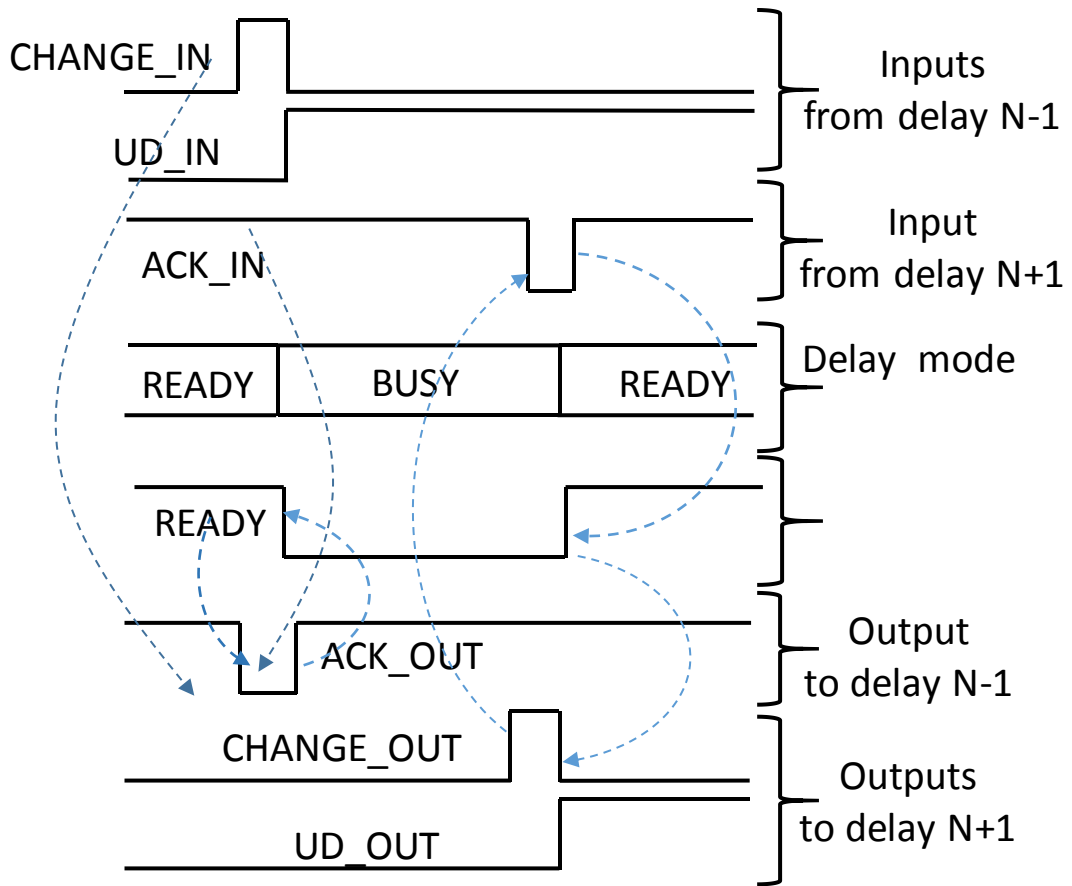 CHANGE_IN
Inputs
from delay N-1
UD_IN
ACK_IN
Input
from delay N+1
Delay mode
READY
BUSY
READY
READY
ACK_OUT
Output
to delay N-1
CHANGE_OUT
Outputs
to delay N+1
UD_OUT